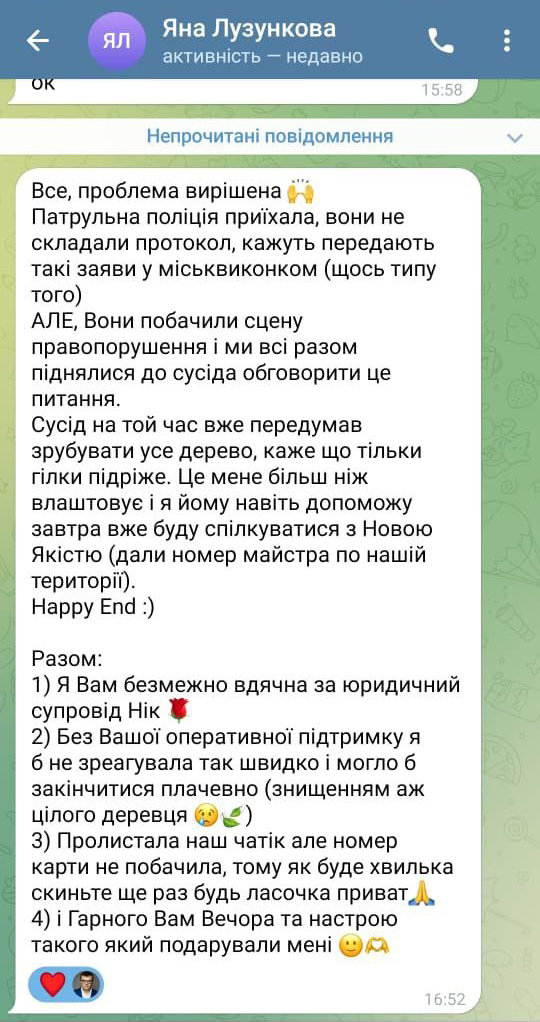 ЯЛ
Яна Лузункова
активність — недавно
ок
15:58
Непрочитані повідомлення
Все, проблема вирішена 🙌
Патрульна поліція приїхала, вони не
складали протокол, кажуть передають
такі заяви у міськвиконком (щось типу
того)
АЛЕ, Вони побачили сцену
правопорушення і ми всі разом
піднялися до сусіда обговорити це
питання.
Сусід на той час вже передумав
зрубувати усе дерево, каже що тільки
гілки підріже. Це мене більш ніж
влаштовує і я йому навіть допоможу
завтра вже буду спілкуватися з Новою
Якістю (дали номер майстра по нашій
території).
Happy End :)
Разом:
1) Я Вам безмежно вдячна за юридичний
супровід Нік 🌹
2) Без Вашої оперативної підтримку я
б не зреагувала так швидко і могло б
закінчитися плачевно (знищенням аж
цілого деревця 😢🌿)
3) Пролистала наш чатік але номер
карти не побачила, тому як буде хвилька
скиньте ще раз будь ласочка приват🙏
4) і Гарного Вам Вечора та настрою
такого який подарували мені 🙂🫶
16:52